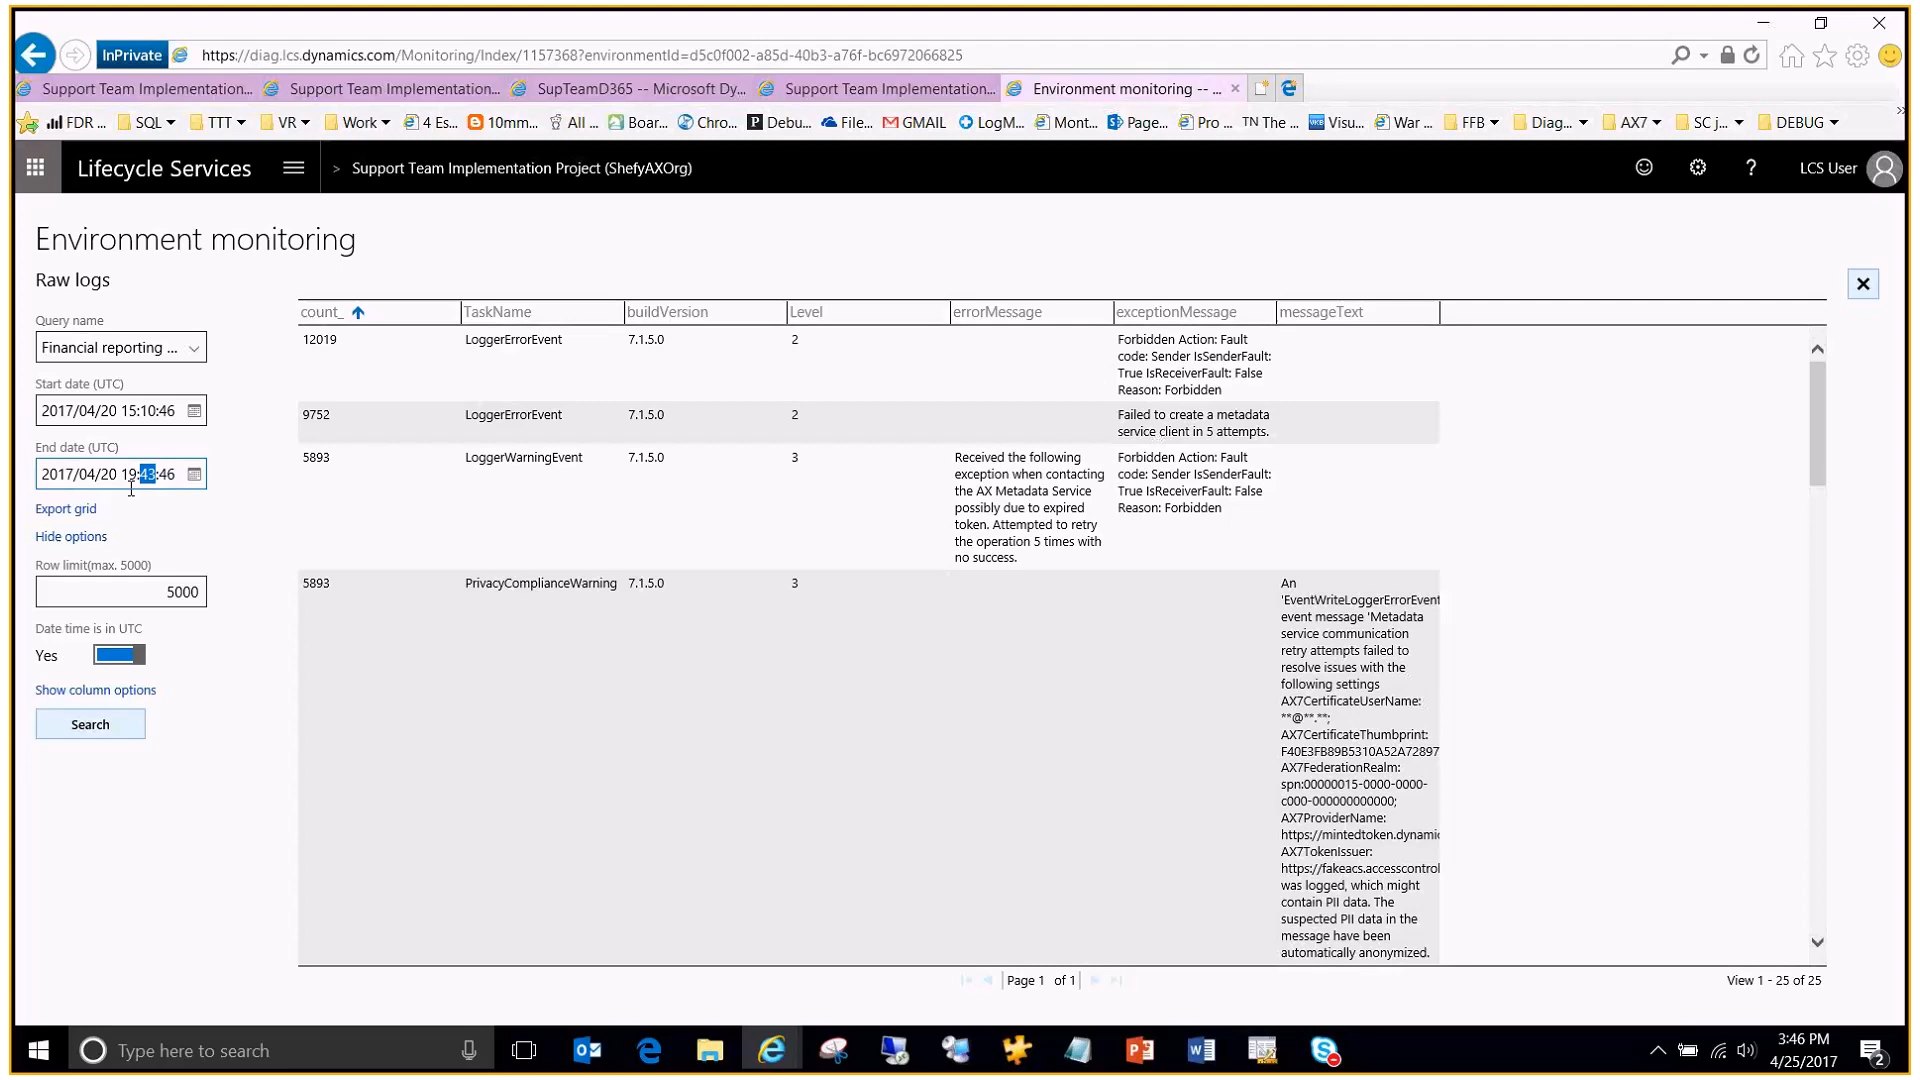 InPrivate https://diag.lcs.dynamics.com/Monitoring/Index/1157368?environmentId=d5c0f002-a85d-40b3-a76f-bc6972066825
Support Team Implementation... Support Team Implementation... SupTeamD365 -- Microsoft Dy... Support Team Implementation... Environment monitoring -- ...
FDR ... SQL TTT VR Work 4 Es... 10mm... All ... Boar... Chro... Debu... File... GMAIL LogM... Mont... Page... Pro ... TN The ... Visu... War ... FFB Diag... AX7 SC j... DEBUG
Lifecycle Services > Support Team Implementation Project (ShefyAXOrg) ? LCS User
Environment monitoring
Raw logs
Query name
Financial reporting ...
Start date (UTC)
2017/04/20 15:10:46
End date (UTC)
2017/04/20 19:43:46
Export grid
Hide options
Row limit(max. 5000)
5000
Date time is in UTC
Yes
Show column options
Search
count_ TaskName buildVersion Level errorMessage exceptionMessage messageText
12019 LoggerErrorEvent 7.1.5.0 2 Forbidden Action: Fault
code: Sender IsSenderFault:
True IsReceiverFault: False
Reason: Forbidden
9752 LoggerErrorEvent 7.1.5.0 2 Failed to create a metadata
service client in 5 attempts.
5893 LoggerWarningEvent 7.1.5.0 3 Received the following
exception when contacting
the AX Metadata Service
possibly due to expired
token. Attempted to retry
the operation 5 times with
no success.
Forbidden Action: Fault
code: Sender IsSenderFault:
True IsReceiverFault: False
Reason: Forbidden
5893 PrivacyComplianceWarning 7.1.5.0 3 An
'EventWriteLoggerErrorEvent
event message 'Metadata
service communication
retry attempts failed to
resolve issues with the
following settings
AX7CertificateUserName:
**@**.**;
AX7CertificateThumbprint:
F40E3FB89B5310A52A72897
AX7FederationRealm:
spn:00000015-0000-0000-
c000-000000000000;
AX7ProviderName:
https://mintedtoken.dynamic
AX7TokenIssuer:
https://fakeacs.accesscontrol
was logged, which might
contain PII data. The
suspected PII data in the
message have been
automatically anonymized.
Page 1 of 1
View 1 - 25 of 25
Type here to search
3:46 PM
4/25/2017
2